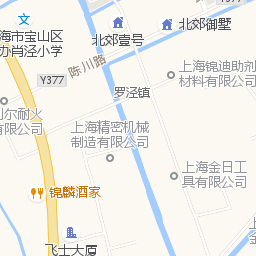 北郊壹号
北郊御墅
海市宝山区
办肖泾小学
陈川路
Y377
上海锦迪助剂
材料有限公司
罗泾镇
利尔耐火
有限公司
Y377
上海精密机械
制造有限公司
上海金日工
具有限公司
锦麟酒家
飞士大厦